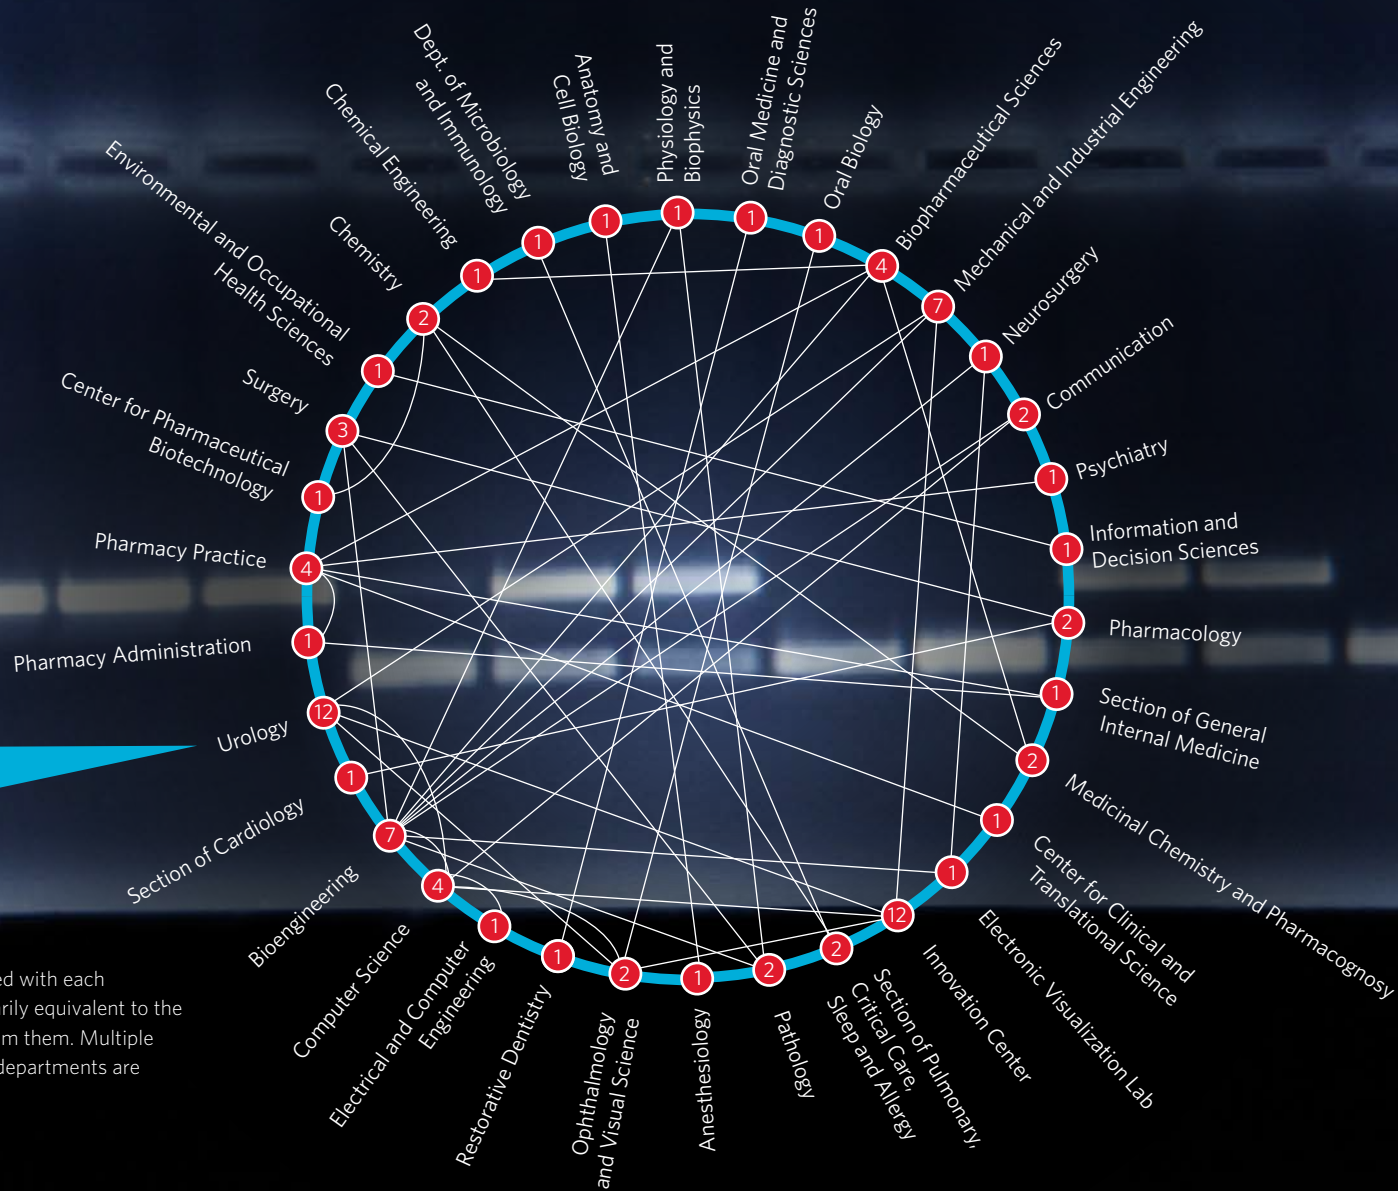 Physiology and
Biophysics
1
Oral Medicine and
Diagnostic Sciences
1
Oral Biology
1
Biopharmaceutical Sciences
4
Mechanical and Industrial Engineering
7
Neurosurgery
1
Communication
2
Psychiatry
1
Information and
Decision Sciences
1
Pharmacology
2
Section of General
Internal Medicine
1
Medicinal Chemistry and Pharmacognosy
2
Center for Clinical and
Translational Science
1
Electronic Visualization Lab
1
Innovation Center
12
Section of Pulmonary,
Critical Care,
Sleep and Allergy
2
Pathology
2
Anesthesiology
1
Ophthalmology
and Visual Science
2
Restorative Dentistry
1
Electrical and Computer
Engineering
1
Computer Science
4
Bioengineering
7
Section of Cardiology
1
Urology
12
Pharmacy Administration
1
Pharmacy Practice
4
Center for Pharmaceutical
Biotechnology
1
Surgery
3
Environmental and Occupational
Health Sciences
1
Chemistry
2
Chemical Engineering
1
Dept. of Microbiology
and Immunology
1
Anatomy and
Cell Biology
1
ed with each
rily equivalent to the
m them. Multiple
departments are